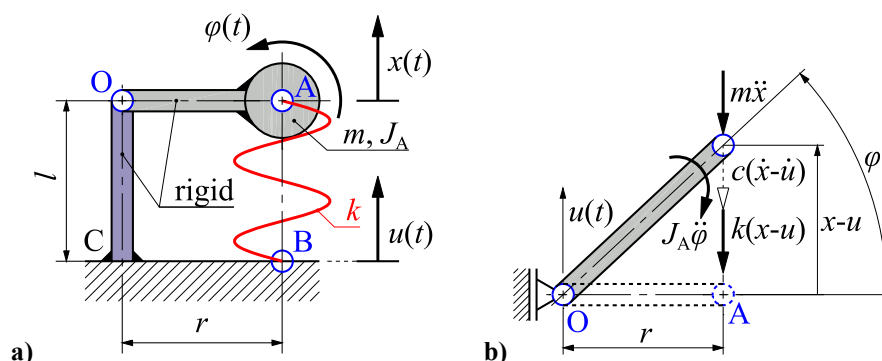 φ(t)
x(t)
O
A
m, J_A
l
rigid
k
C
B
u(t)
r
a)
mẍ
c(ẋ-u̇)
φ
u(t)
J_Aφ̈
k(x-u)
x-u
O
A
r
b)